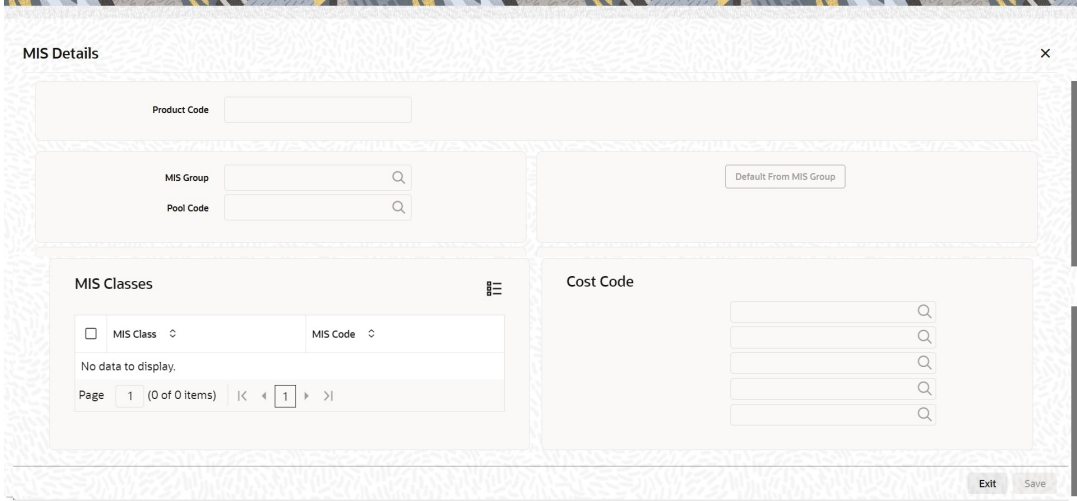 MIS Details
Product Code
MIS Group
Default From MIS Group
Pool Code
MIS Classes
Cost Code
MIS Class MIS Code
No data to display.
Page 1 (0 of 0 items) 1
Exit Save